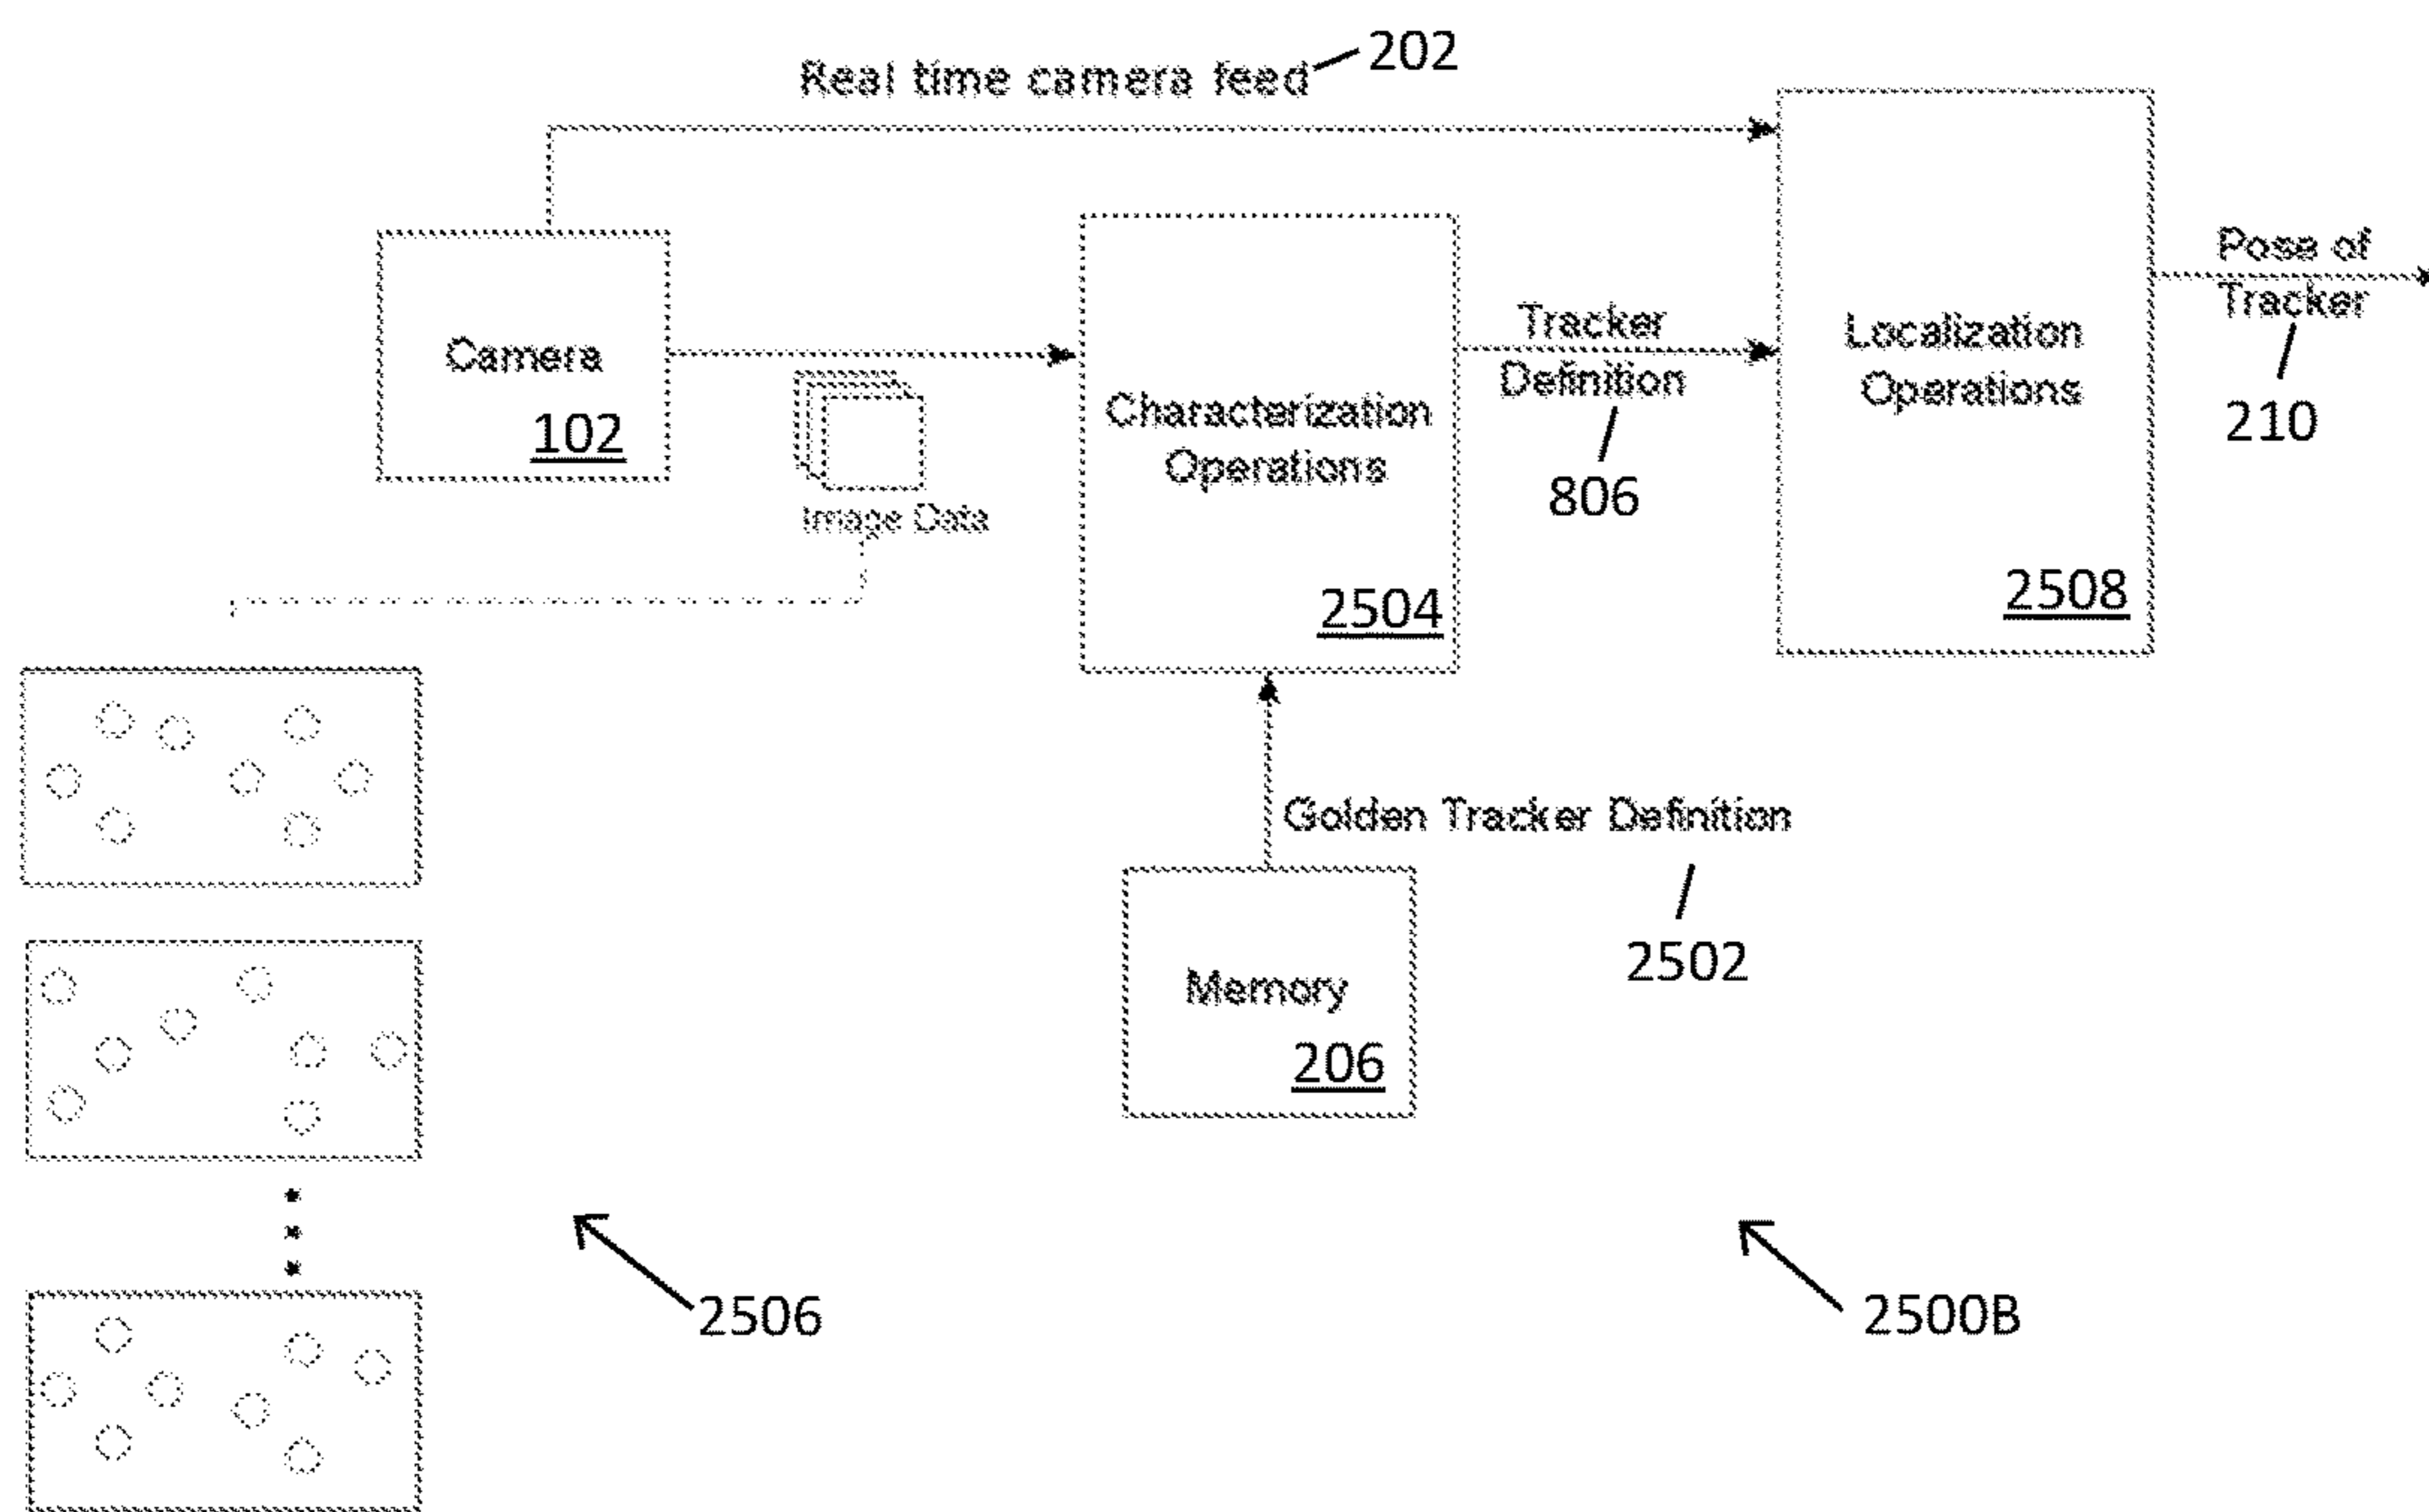 Real time camera feed 202
Camera
102
Image Data
Characterization
Operations
2504
Tracker
Definition
806
Localization
Operations
2508
Pose of
Tracker
210
Golden Tracker Definition
2502
Memory
206
2506
2500B